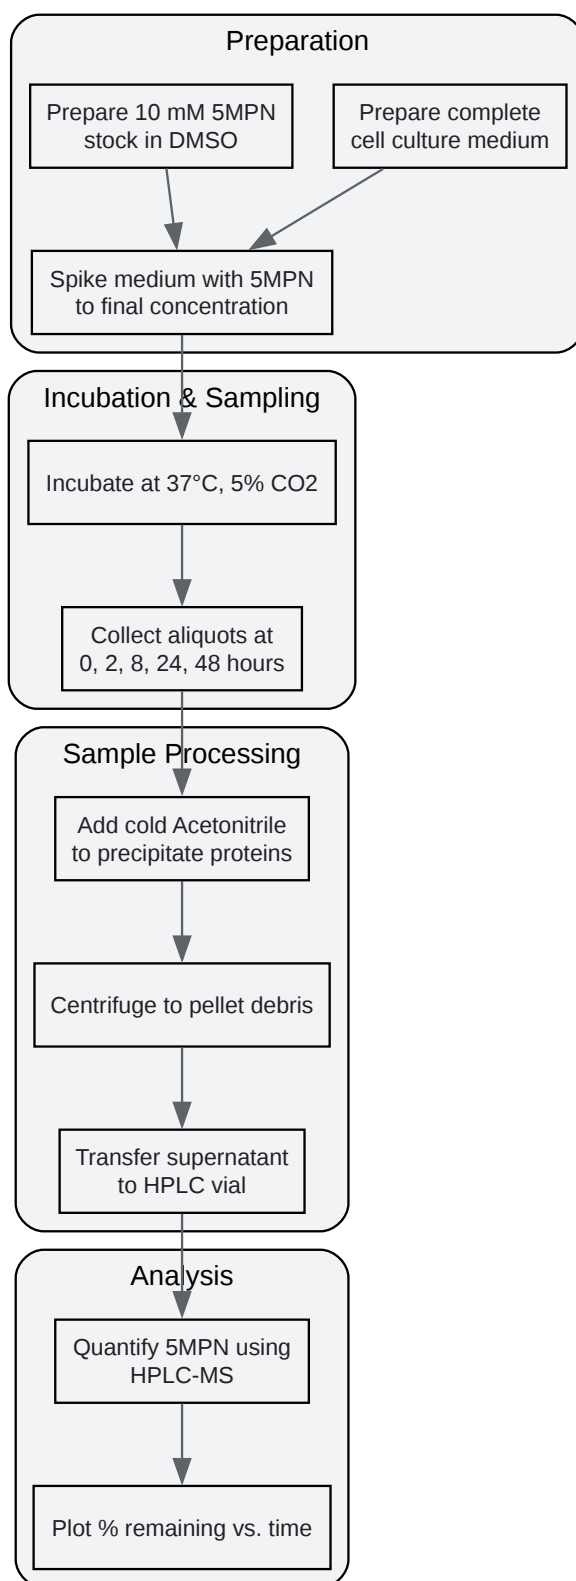 Preparation
Prepare 10 mM 5MPN
stock in DMSO
Prepare complete
cell culture medium
Spike medium with 5MPN
to final concentration
Incubation & Sampling
Incubate at 37°C, 5% CO2
Collect aliquots at
0, 2, 8, 24, 48 hours
Sample Processing
Add cold Acetonitrile
to precipitate proteins
Centrifuge to pellet debris
Transfer supernatant
to HPLC vial
Analysis
Quantify 5MPN using
HPLC-MS
Plot % remaining vs. time